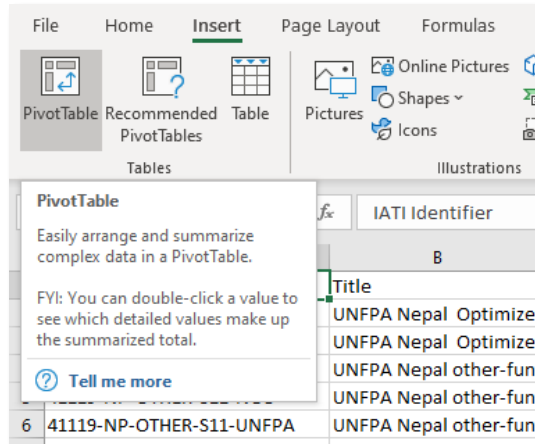 File Home Insert Page Layout Formulas
PivotTable Recommended PivotTables Table
Pictures Online Pictures
Shapes
Icons
Tables Illustrations
PivotTable
Easily arrange and summarize
complex data in a PivotTable.
FYI: You can double-click a value to
see which detailed values make up
the summarized total.
Tell me more
fx IATI Identifier
B
Title
UNFPA Nepal Optimize
UNFPA Nepal Optimize
UNFPA Nepal other-fun
UNFPA Nepal other-fun
6 41119-NP-OTHER-S11-UNFPA UNFPA Nepal other-fun